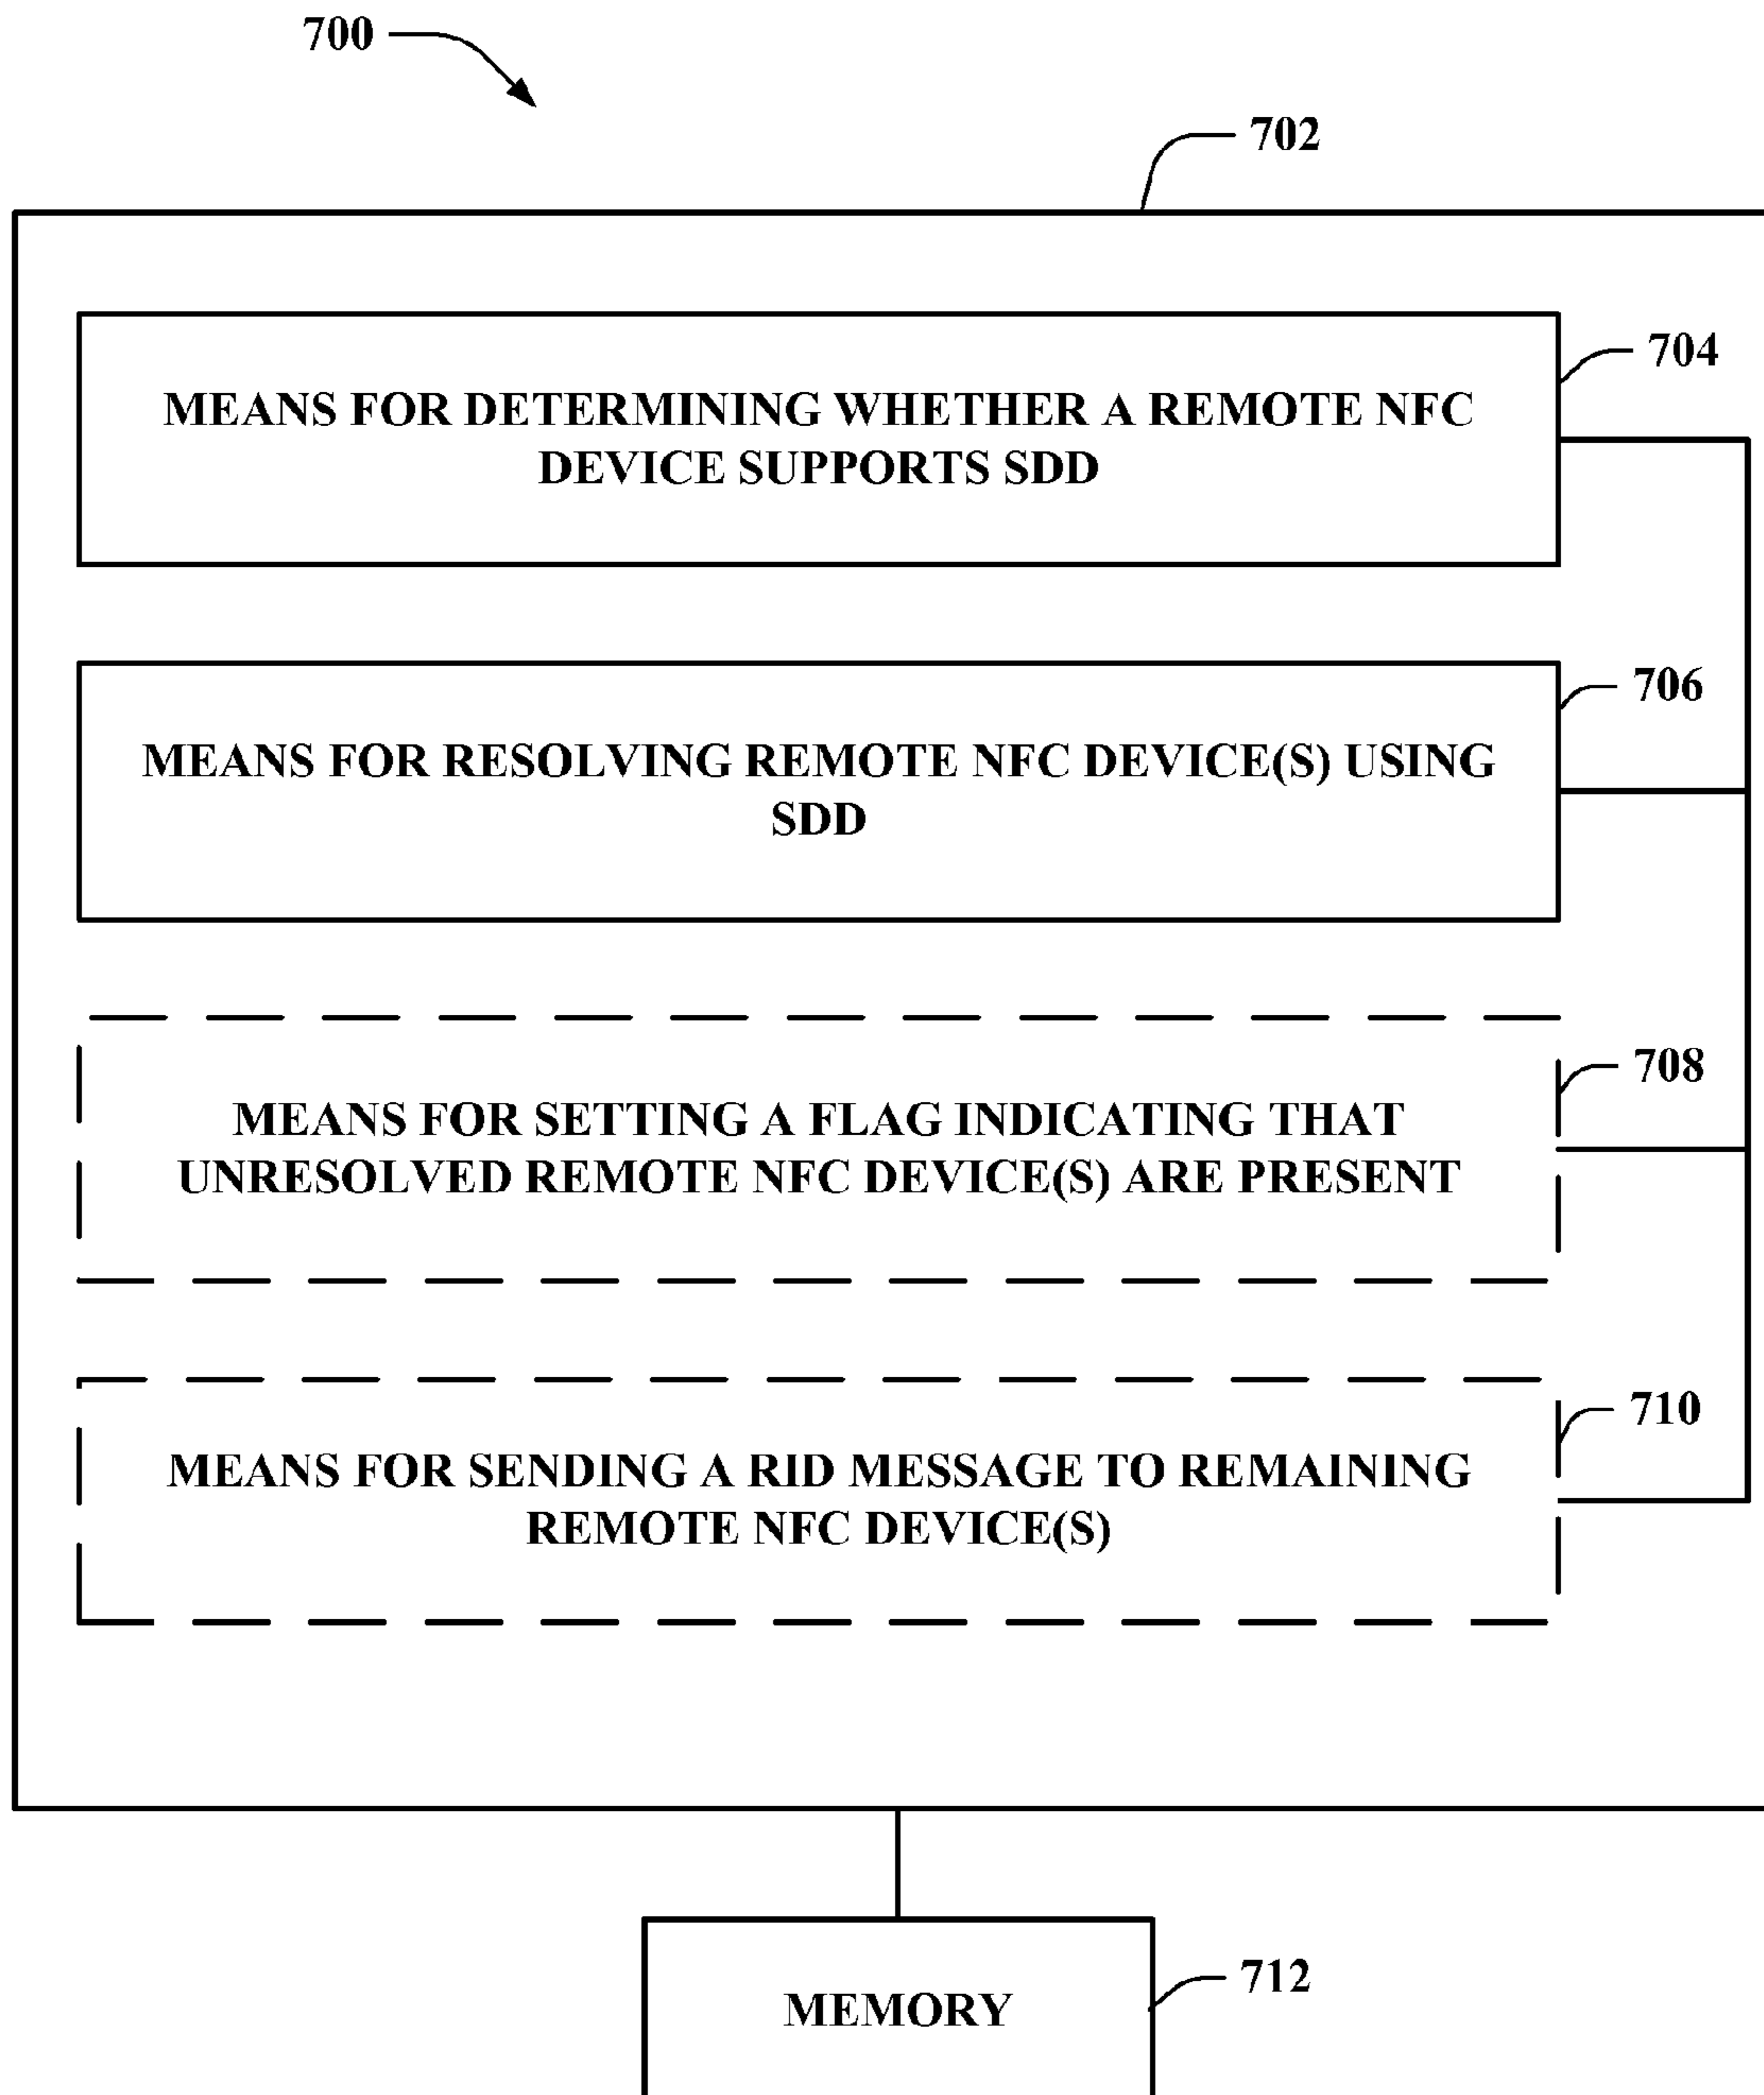 700
702
704
MEANS FOR DETERMINING WHETHER A REMOTE NFC
DEVICE SUPPORTS SDD
706
MEANS FOR RESOLVING REMOTE NFC DEVICE(S) USING
SDD
708
MEANS FOR SETTING A FLAG INDICATING THAT
UNRESOLVED REMOTE NFC DEVICE(S) ARE PRESENT
710
MEANS FOR SENDING A RID MESSAGE TO REMAINING
REMOTE NFC DEVICE(S)
712
MEMORY